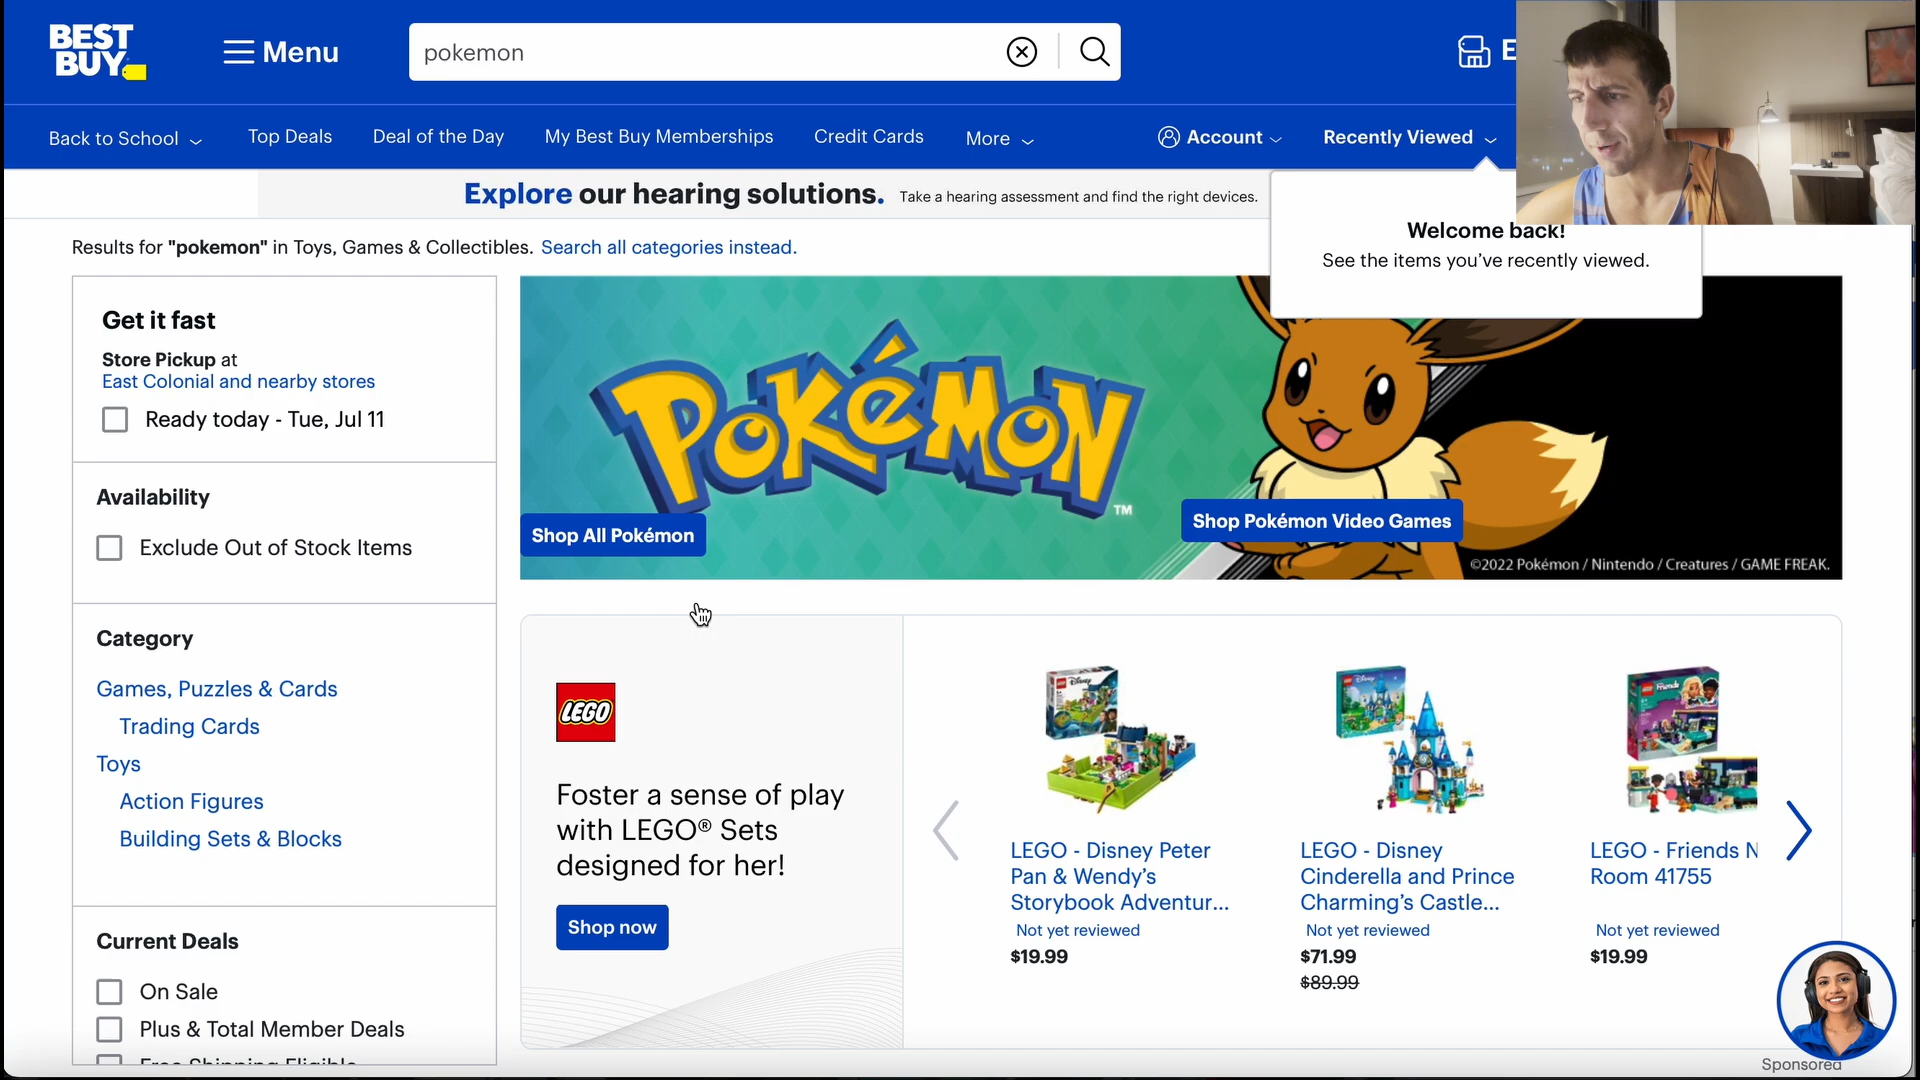 BEST
BUY
Menu
pokemon
E
Back to School
Top Deals
Deal of the Day
My Best Buy Memberships
Credit Cards
More
Account
Recently Viewed
Explore our hearing solutions. Take a hearing assessment and find the right devices.
Welcome back!
See the items you've recently viewed.
Results for "pokemon" in Toys, Games & Collectibles. Search all categories instead.
Get it fast
Store Pickup at
East Colonial and nearby stores
Ready today - Tue, Jul 11
Availability
Exclude Out of Stock Items
Category
Games, Puzzles & Cards
Trading Cards
Toys
Action Figures
Building Sets & Blocks
Current Deals
On Sale
Plus & Total Member Deals
Free Shipping Eligible
POKéMON
TM
Shop All Pokémon
Shop Pokémon Video Games
©2022 Pokémon / Nintendo / Creatures / GAME FREAK.
LEGO
Foster a sense of play
with LEGO® Sets
designed for her!
Shop now
LEGO - Disney Peter
Pan & Wendy's
Storybook Adventur...
Not yet reviewed
$19.99
LEGO - Disney
Cinderella and Prince
Charming's Castle...
Not yet reviewed
$71.99
$89.99
LEGO - Friends N
Room 41755
Not yet reviewed
$19.99
Sponsored